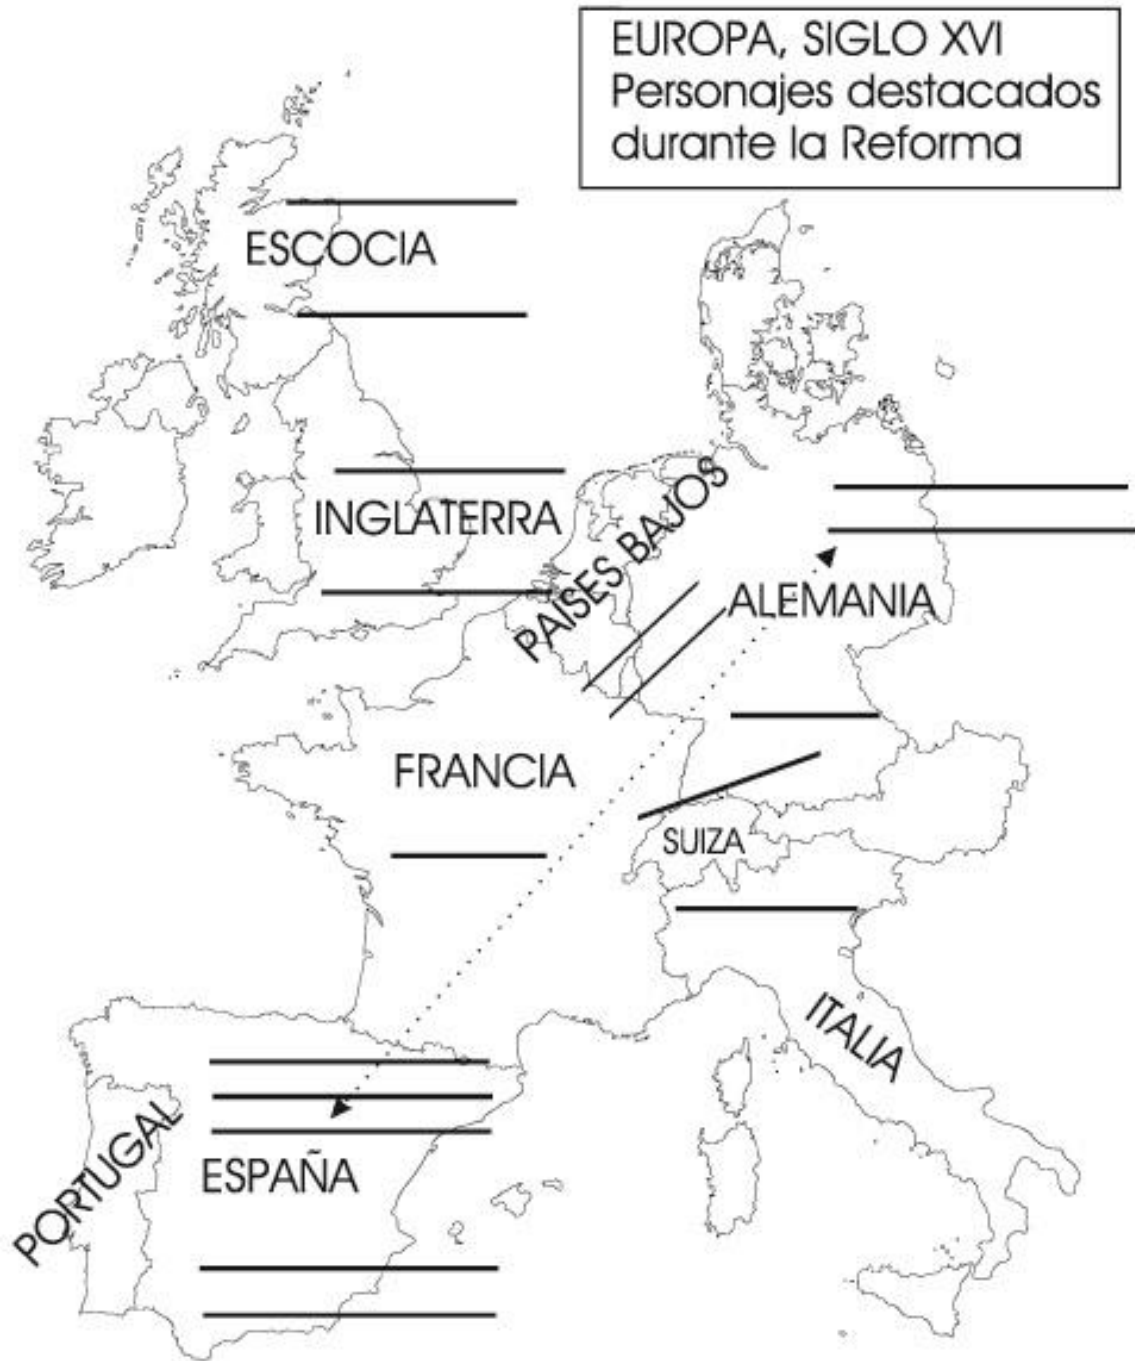 EUROPA, SIGLO XVI
Personajes destacados
durante la Reforma
ESCOCIA
INGLATERRA
PAÍSES BAJOS
ALEMANIA
FRANCIA
SUIZA
ITALIA
PORTUGAL
ESPAÑA